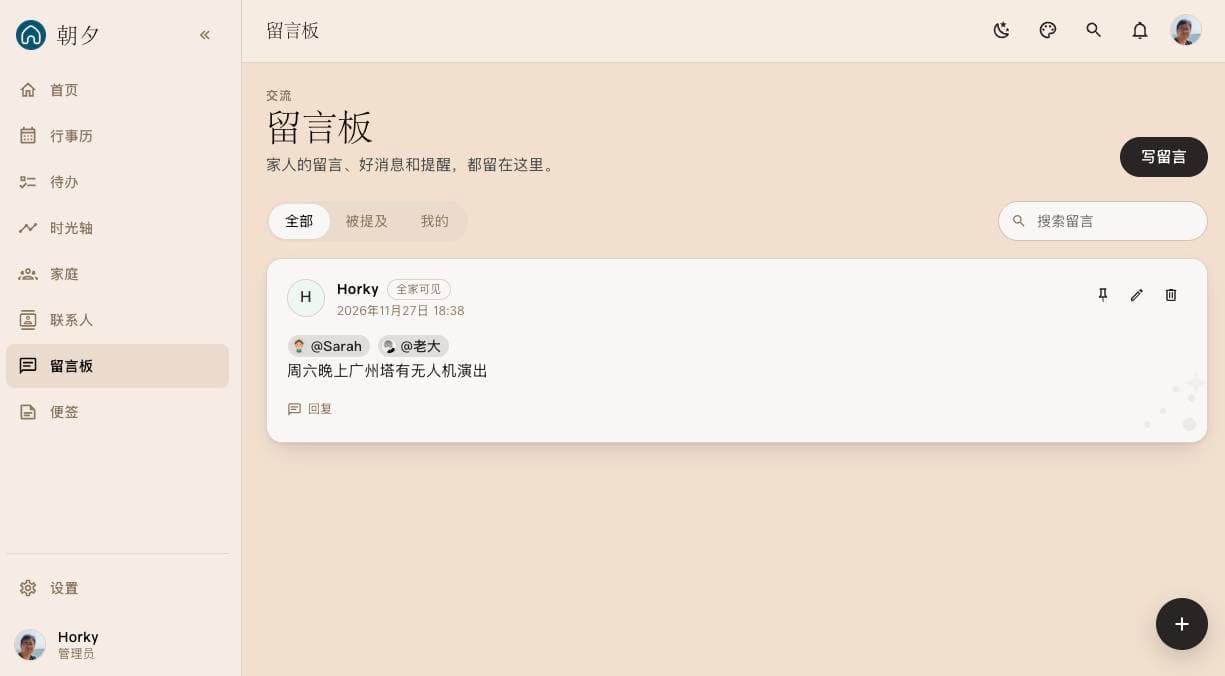 朝夕
首页
行事历
待办
时光轴
家庭
联系人
留言板
便签
设置
Horky
管理员
留言板
交流
留言板
家人的留言、好消息和提醒，都留在这里。
写留言
全部 被提及 我的
搜索留言
H
Horky 全家可见
2026年11月27日 18:38
@Sarah @老大
周六晚上广州塔有无人机演出
回复